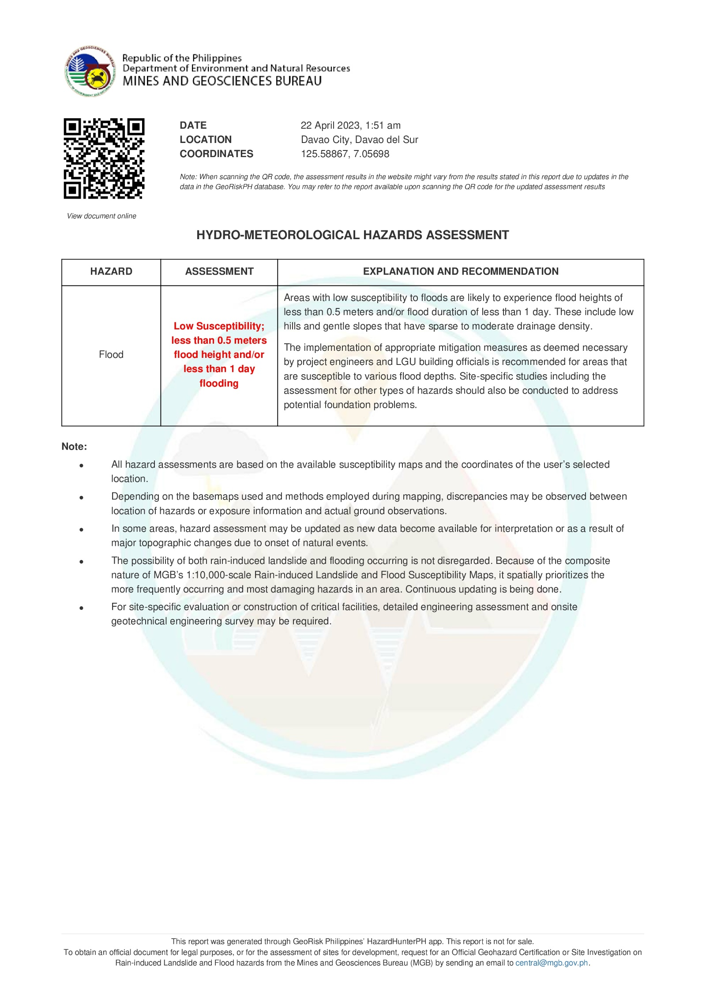 Republic of the Philippines
Department of Environment and Natural Resources
MINES AND GEOSCIENCES BUREAU
DATE 22 April 2023, 1:51 am
LOCATION Davao City, Davao del Sur
COORDINATES 125.58867, 7.05698
Note: When scanning the QR code, the assessment results in the website might vary from the results stated in this report due to updates in the
data in the GeoRiskPH database. You may refer to the report available upon scanning the QR code for the updated assessment results
View document online
HYDRO-METEOROLOGICAL HAZARDS ASSESSMENT
HAZARD ASSESSMENT EXPLANATION AND RECOMMENDATION
Flood
Low Susceptibility;
less than 0.5 meters
flood height and/or
less than 1 day
flooding
Areas with low susceptibility to floods are likely to experience flood heights of
less than 0.5 meters and/or flood duration of less than 1 day. These include low
hills and gentle slopes that have sparse to moderate drainage density.
The implementation of appropriate mitigation measures as deemed necessary
by project engineers and LGU building officials is recommended for areas that
are susceptible to various flood depths. Site-specific studies including the
assessment for other types of hazards should also be conducted to address
potential foundation problems.
Note:
• All hazard assessments are based on the available susceptibility maps and the coordinates of the user’s selected
location.
• Depending on the basemaps used and methods employed during mapping, discrepancies may be observed between
location of hazards or exposure information and actual ground observations.
• In some areas, hazard assessment may be updated as new data become available for interpretation or as a result of
major topographic changes due to onset of natural events.
• The possibility of both rain-induced landslide and flooding occurring is not disregarded. Because of the composite
nature of MGB’s 1:10,000-scale Rain-induced Landslide and Flood Susceptibility Maps, it spatially prioritizes the
more frequently occurring and most damaging hazards in an area. Continuous updating is being done.
• For site-specific evaluation or construction of critical facilities, detailed engineering assessment and onsite
geotechnical engineering survey may be required.
This report was generated through GeoRisk Philippines’ HazardHunterPH app. This report is not for sale.
To obtain an official document for legal purposes, or for the assessment of sites for development, request for an Official Geohazard Certification or Site Investigation on
Rain-induced Landslide and Flood hazards from the Mines and Geosciences Bureau (MGB) by sending an email to central@mgb.gov.ph.